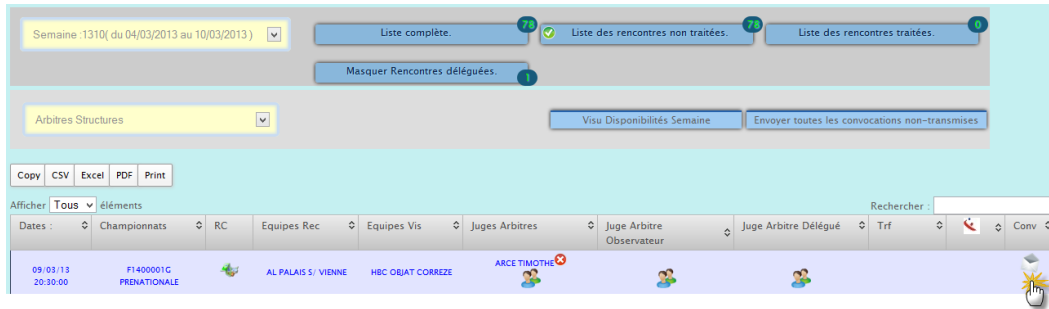 Semaine :1310( du 04/03/2013 au 10/03/2013 )
Liste complète. 78
Liste des rencontres non traitées. 78
Liste des rencontres traitées. 0
Masquer Rencontres déléguées. 1
Arbitres Structures
Visu Disponibilités Semaine
Envoyer toutes les convocations non-transmises
Copy CSV Excel PDF Print
Afficher Tous éléments
Rechercher :
Dates : Championnats RC Equipes Rec Equipes Vis Juges Arbitres Juge Arbitre Observateur Juge Arbitre Délégué Trf Conv
09/03/13 20:30:00
F1400001G PRENATIONALE
AL PALAIS S/ VIENNE
HBC OBJAT CORREZE
ARCE TIMOTHE